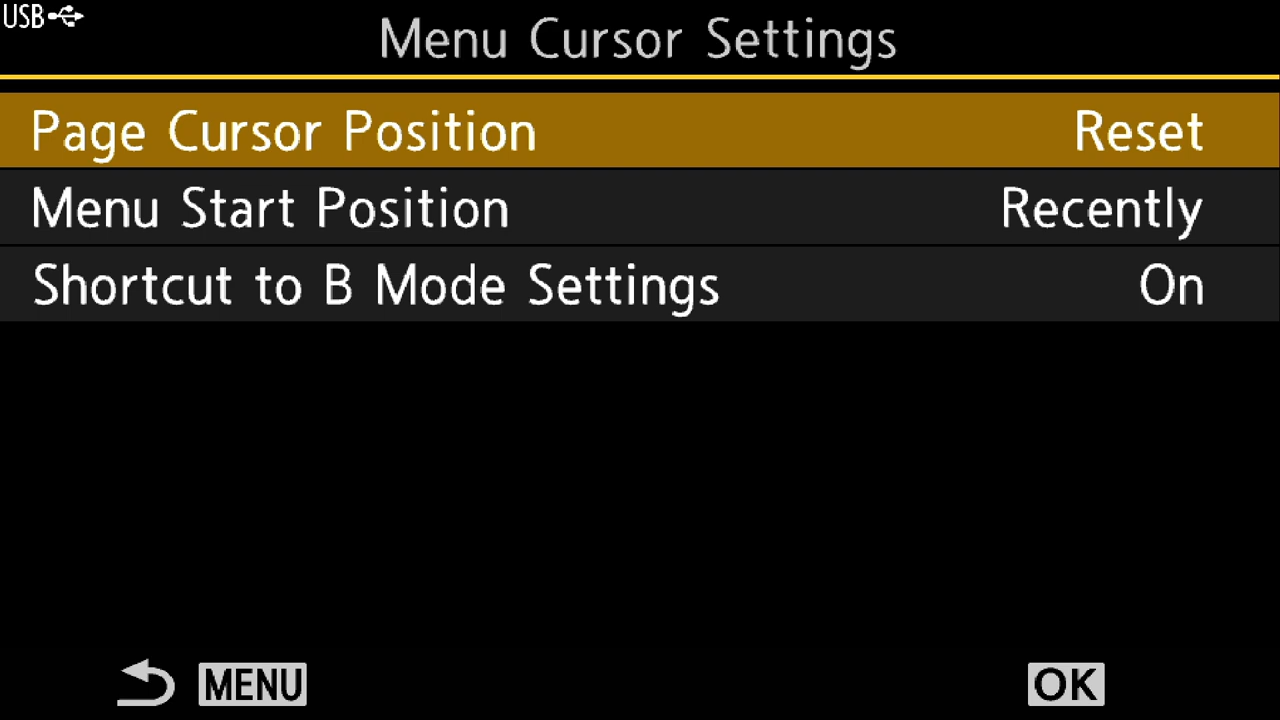 USB
Menu Cursor Settings
Page Cursor Position Reset
Menu Start Position Recently
Shortcut to B Mode Settings On
MENU OK